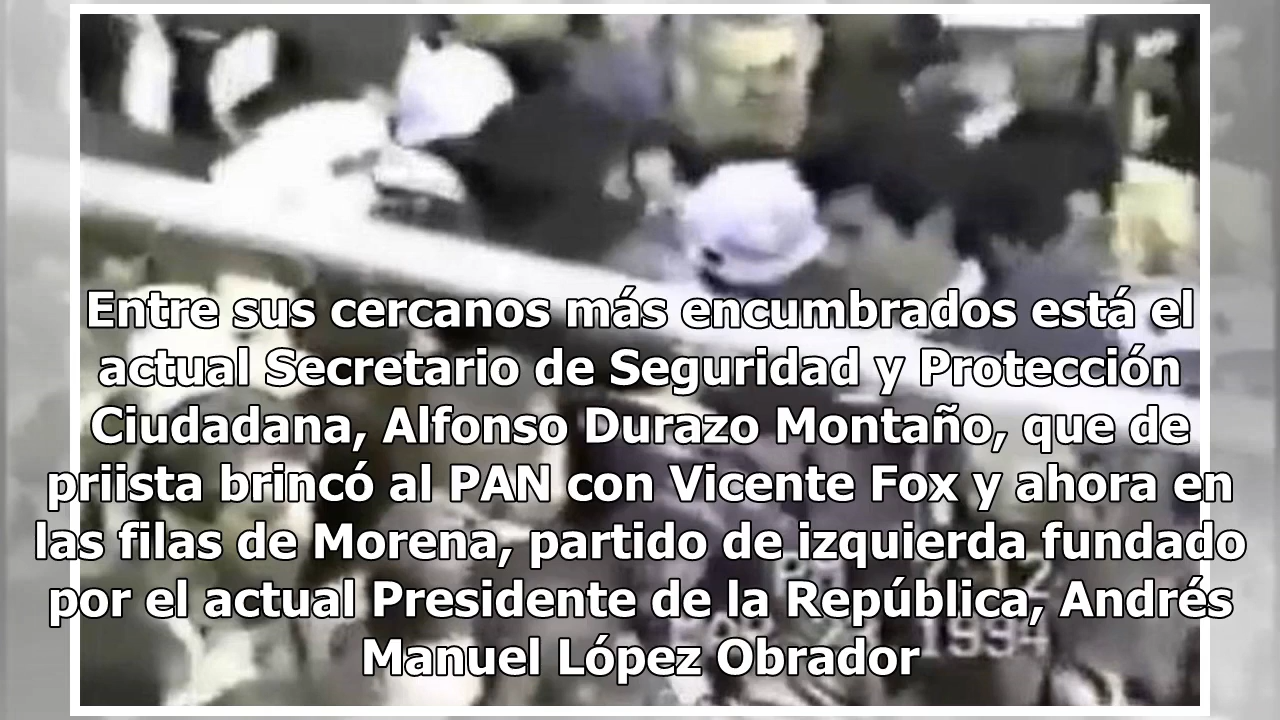 Entre sus cercanos más encumbrados está el
actual Secretario de Seguridad y Protección
Ciudadana, Alfonso Durazo Montaño, que de
priista brincó al PAN con Vicente Fox y ahora en
las filas de Morena, partido de izquierda fundado
por el actual Presidente de la República, Andrés
Manuel López Obrador
1994